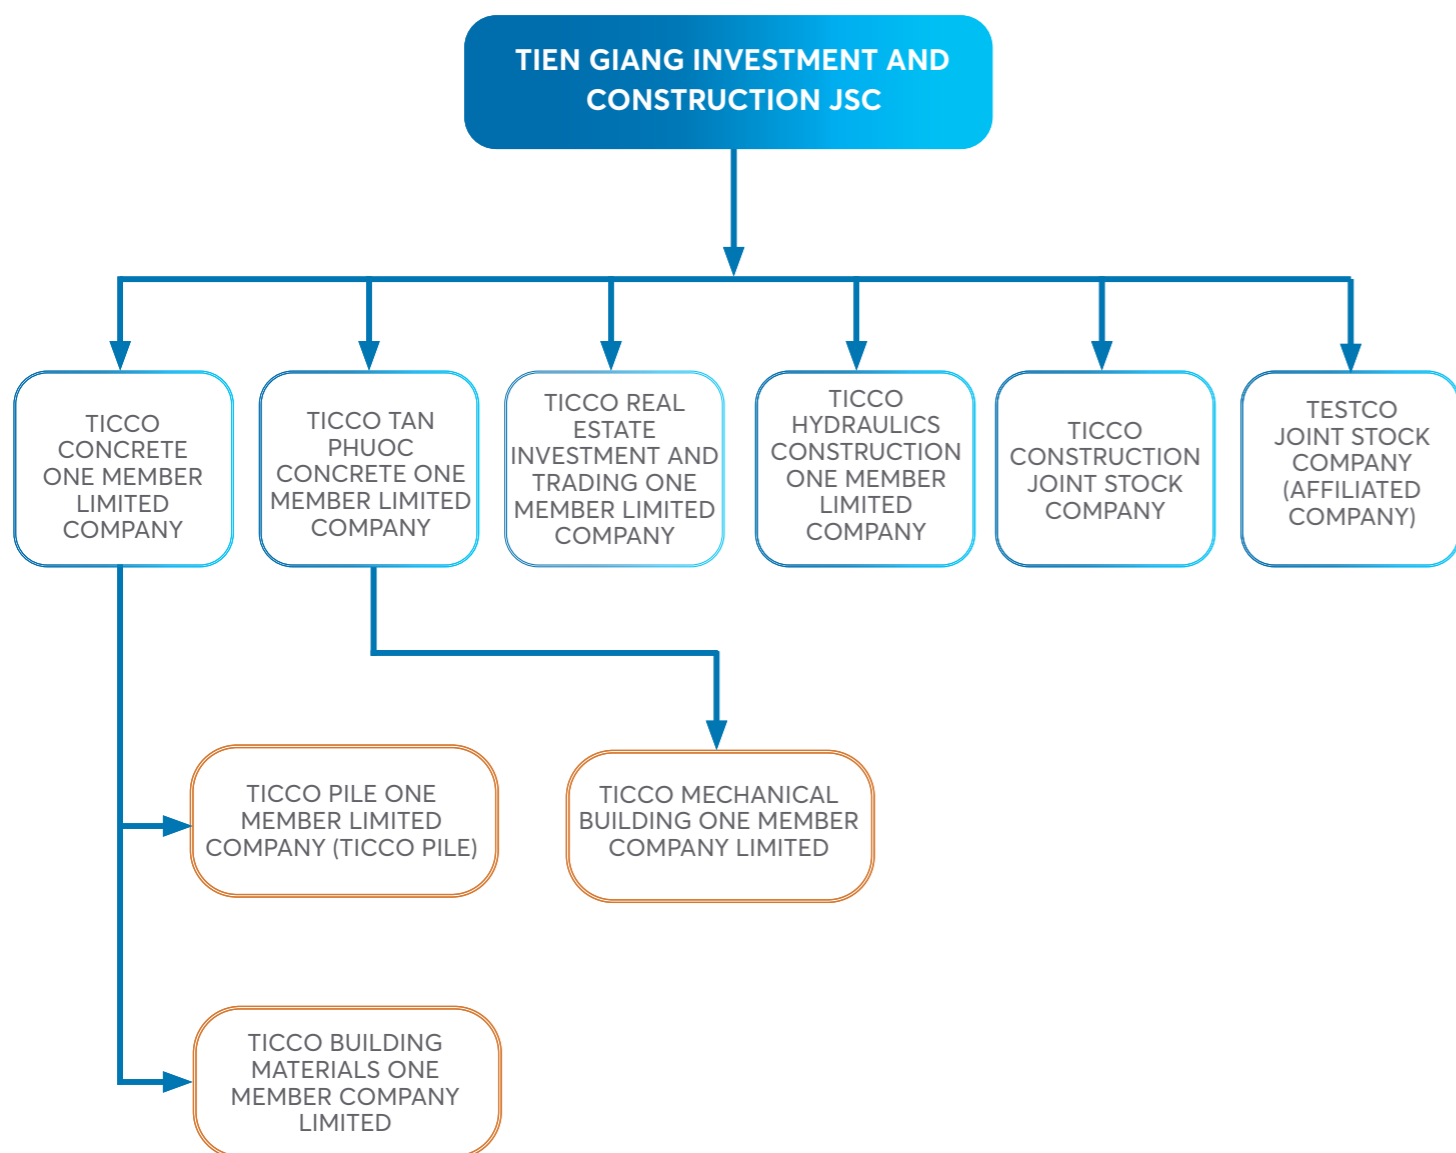 TIEN GIANG INVESTMENT AND
CONSTRUCTION JSC
TICCO
CONCRETE
ONE MEMBER
LIMITED
COMPANY
TICCO TAN
PHUOC
CONCRETE ONE
MEMBER LIMITED
COMPANY
TICCO REAL
ESTATE
INVESTMENT AND
TRADING ONE
MEMBER LIMITED
COMPANY
TICCO
HYDRAULICS
CONSTRUCTION
ONE MEMBER
LIMITED
COMPANY
TICCO
CONSTRUCTION
JOINT STOCK
COMPANY
TESTCO
JOINT STOCK
COMPANY
(AFFILIATED
COMPANY)
TICCO PILE ONE
MEMBER LIMITED
COMPANY (TICCO PILE)
TICCO MECHANICAL
BUILDING ONE MEMBER
COMPANY LIMITED
TICCO BUILDING
MATERIALS ONE
MEMBER COMPANY
LIMITED